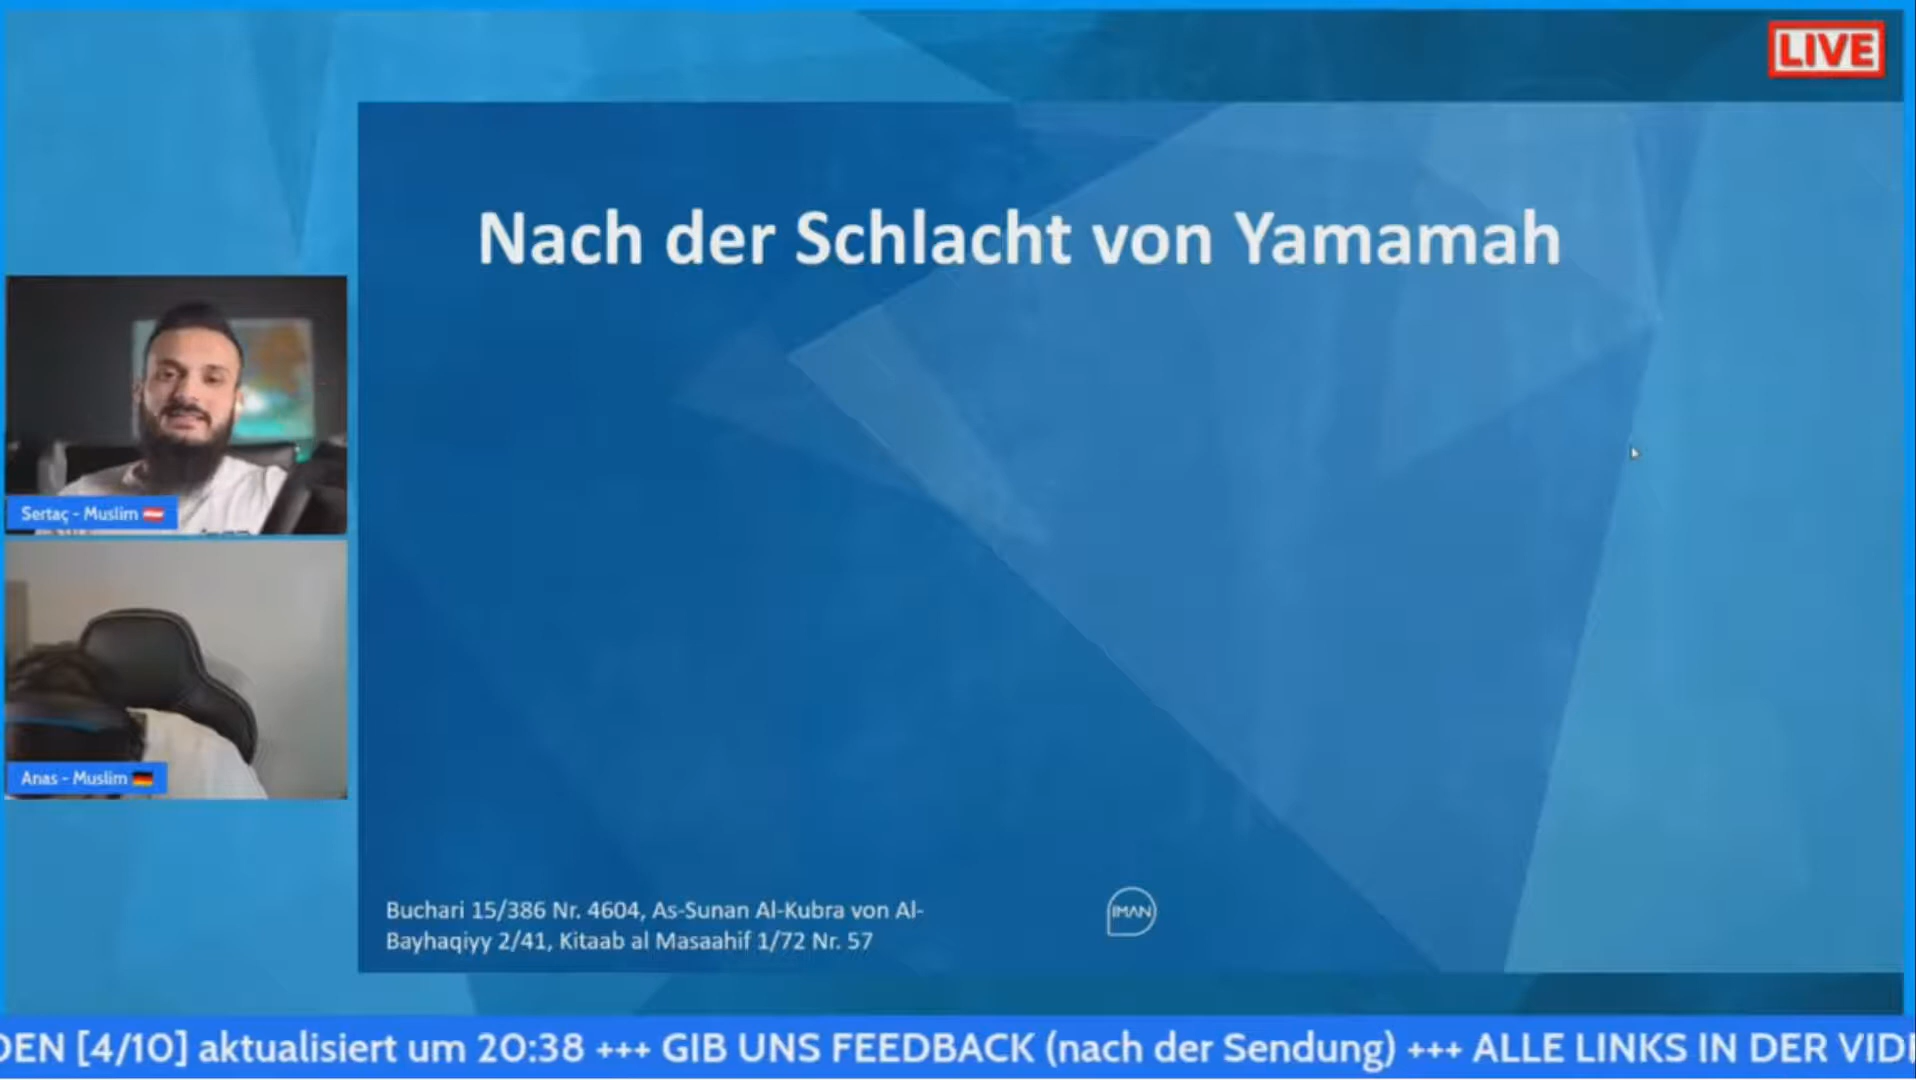 LIVE
Nach der Schlacht von Yamamah
Sertaç - Muslim
Anas - Muslim
Buchari 15/386 Nr. 4604, As-Sunan Al-Kubra von Al-
Bayhaqiyy 2/41, Kitaab al Masaahif 1/72 Nr. 57
IMAN
DEN [4/10] aktualisiert um 20:38 +++ GIB UNS FEEDBACK (nach der Sendung) +++ ALLE LINKS IN DER VID